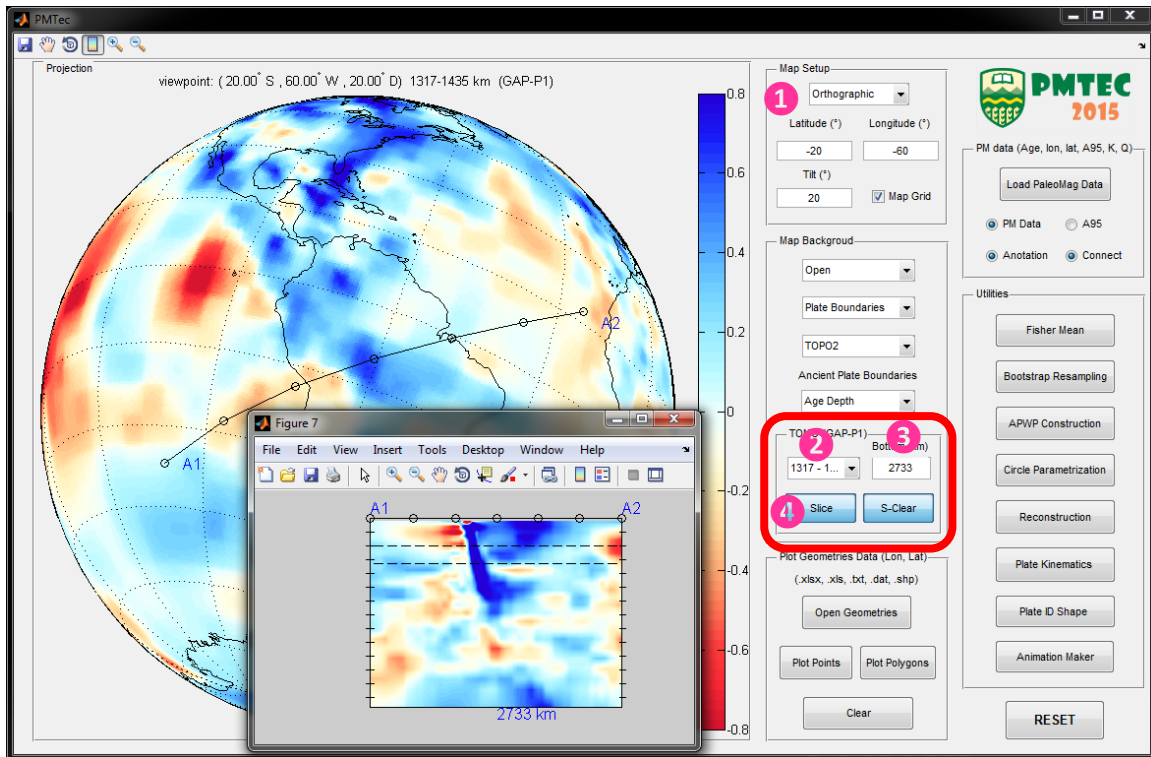 PMTec
Projection
viewpoint: ( 20.00° S , 60.00° W , 20.00° D) 1317-1435 km (GAP-P1)
A1
A2
0.8
0.6
0.4
0.2
0
-0.2
-0.4
-0.6
-0.8
Figure 7
File Edit View Insert Tools Desktop Window Help
A1 A2
2733 km
Map Setup
1
Orthographic
Latitude (°) Longitude (°)
-20 -60
Tilt (°)
20 Map Grid
Map Backgroud
Open
Plate Boundaries
TOPO2
Ancient Plate Boundaries
Age Depth
(GAP-P1)
2 3
1317 - 1... 2733
4 Slice S-Clear
Plot Geometries Data (Lon, Lat)
(.xlsx, .xls, .txt, .dat, .shp)
Open Geometries
Plot Points Plot Polygons
Clear
PMTEC
2015
PM data (Age, lon, lat, A95, K, Q)
Load PaleoMag Data
PM Data A95
Anotation Connect
Utilities
Fisher Mean
Bootstrap Resampling
APWP Construction
Circle Parametrization
Reconstruction
Plate Kinematics
Plate ID Shape
Animation Maker
RESET